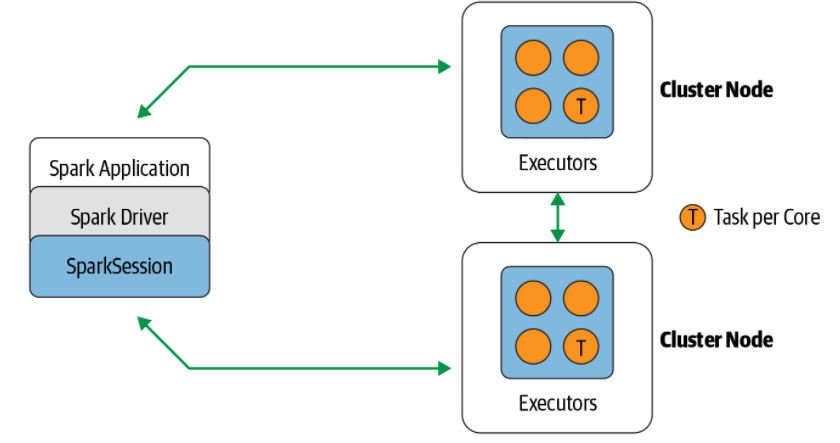 Spark Application
Spark Driver
SparkSession
T
Executors
Cluster Node
T Task per Core
T
Executors
Cluster Node